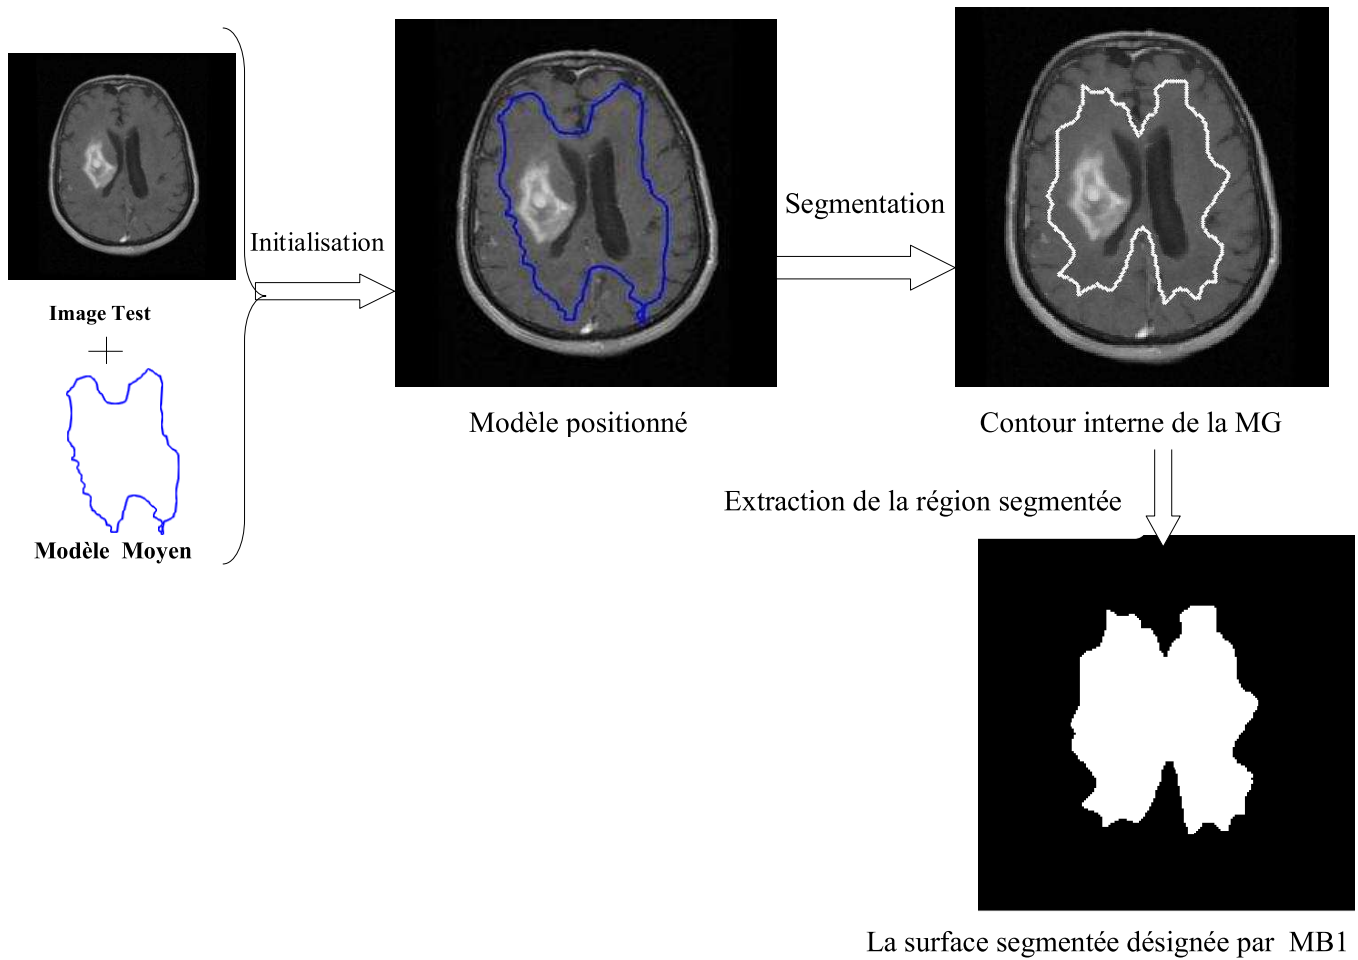 Image Test
Modèle Moyen
Initialisation
Modèle positionné
Segmentation
Contour interne de la MG
Extraction de la région segmentée
La surface segmentée désignée par MB1